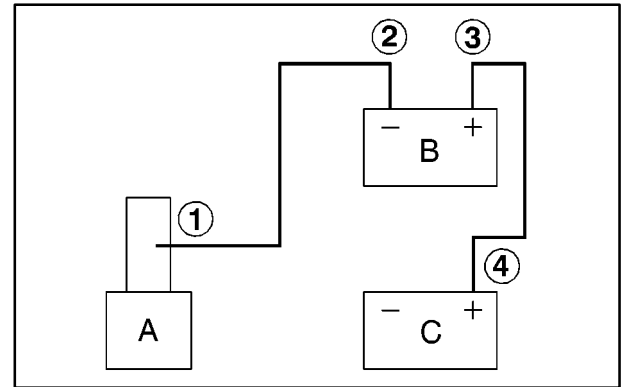 ② ③
− +
B
①
④
− +
A C